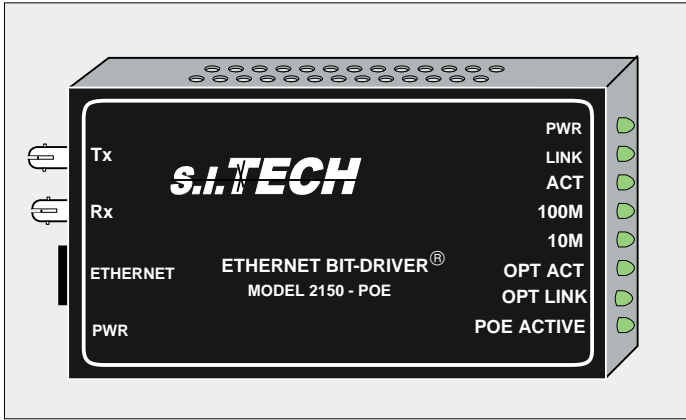 Tx
Rx
ETHERNET
PWR
S.I.TECH
ETHERNET BIT-DRIVER®
MODEL 2150 - POE
PWR
LINK
ACT
100M
10M
OPT ACT
OPT LINK
POE ACTIVE